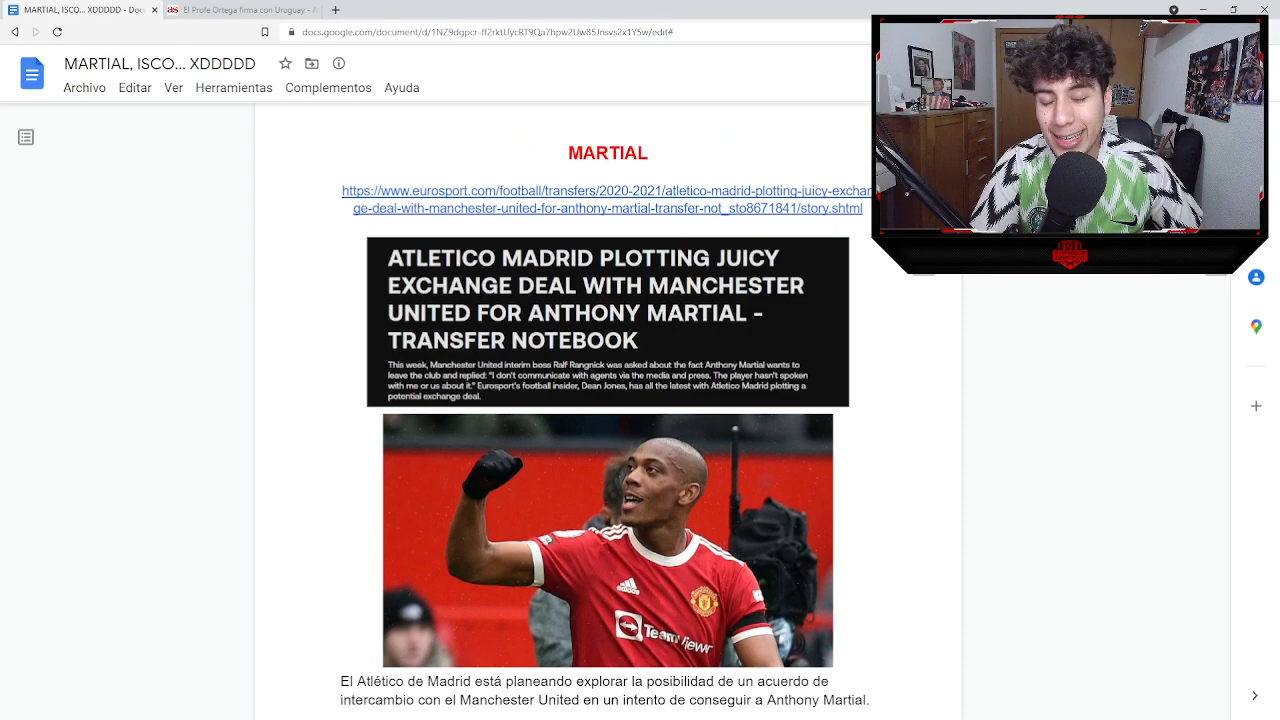 MARTIAL, ISCO... XDDDDD - Doc
El Profe Ortega firma con Uruguay - A
docs.google.com/document/d/1NZ9dgpcr-ff2rktUycRT9Qa7hpw2Uw85Jnsvs2x1Y5w/edit#
MARTIAL, ISCO... XDDDDD
Archivo Editar Ver Herramientas Complementos Ayuda
MARTIAL
https://www.eurosport.com/football/transfers/2020-2021/atletico-madrid-plotting-juicy-exchan
ge-deal-with-manchester-united-for-anthony-martial-transfer-not_sto8671841/story.shtml
ATLETICO MADRID PLOTTING JUICY
EXCHANGE DEAL WITH MANCHESTER
UNITED FOR ANTHONY MARTIAL -
TRANSFER NOTEBOOK
This week, Manchester United interim boss Ralf Rangnick was asked about the fact Anthony Martial wants to
leave the club and replied: "I don't communicate with agents via the media and press. The player hasn't spoken
with me or us about it." Eurosport's football insider, Dean Jones, has all the latest with Atletico Madrid plotting a
potential exchange deal.
adidas
TeamViewer
El Atlético de Madrid está planeando explorar la posibilidad de un acuerdo de
intercambio con el Manchester United en un intento de conseguir a Anthony Martial.